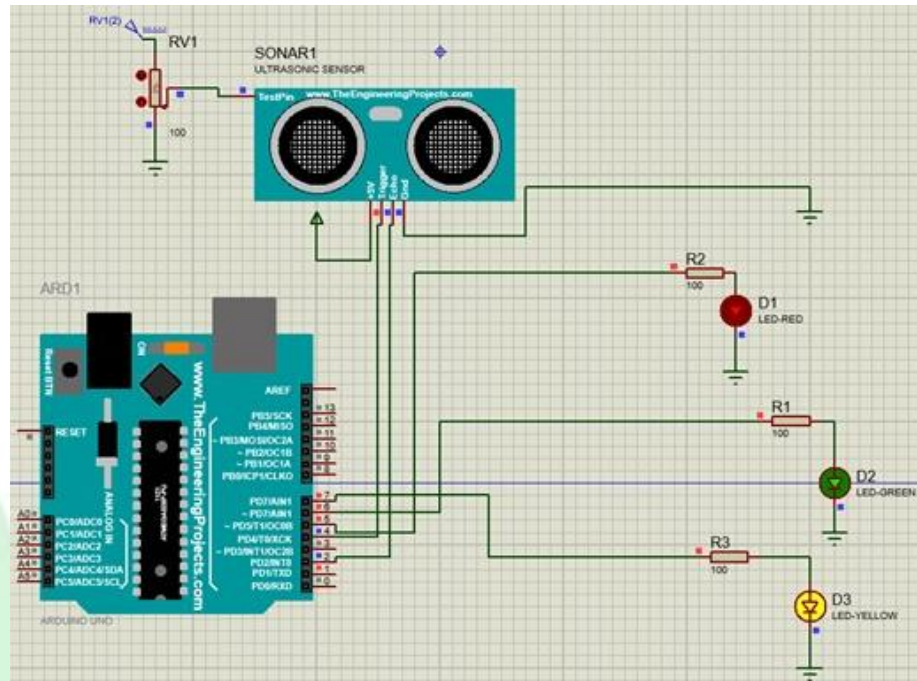 RV1(2)
RV1
100
SONAR1
ULTRASONIC SENSOR
TestPin
www.TheEngineeringProjects.com
+5V
Trigger
Echo
Gnd
R2
100
D1
LED-RED
ARD1
Reset BTN
ON
www.TheEngineeringProjects.com
AREF
13
PB5/SCK
12
PB4/MISO
11
~ PB3/MOSI/OC2A
10
~ PB2/OC1B
9
~ PB1/OC1A
8
PB0/ICP1/CLKO
RESET
ANALOG IN
7
PD7/AIN1
6
~ PD7/AIN1
5
~ PD5/T1/OC0B
4
PD4/T0/XCK
3
~ PD3/INT1/OC2B
2
PD2/INT0
1
PD1/TXD
0
PD0/RXD
A0
PC0/ADC0
A1
PC1/ADC1
A2
PC2/ADC2
A3
PC3/ADC3
A4
PC4/ADC4/SDA
A5
PC5/ADC5/SCL
ARDUINO UNO
R1
100
D2
LED-GREEN
R3
100
D3
LED-YELLOW